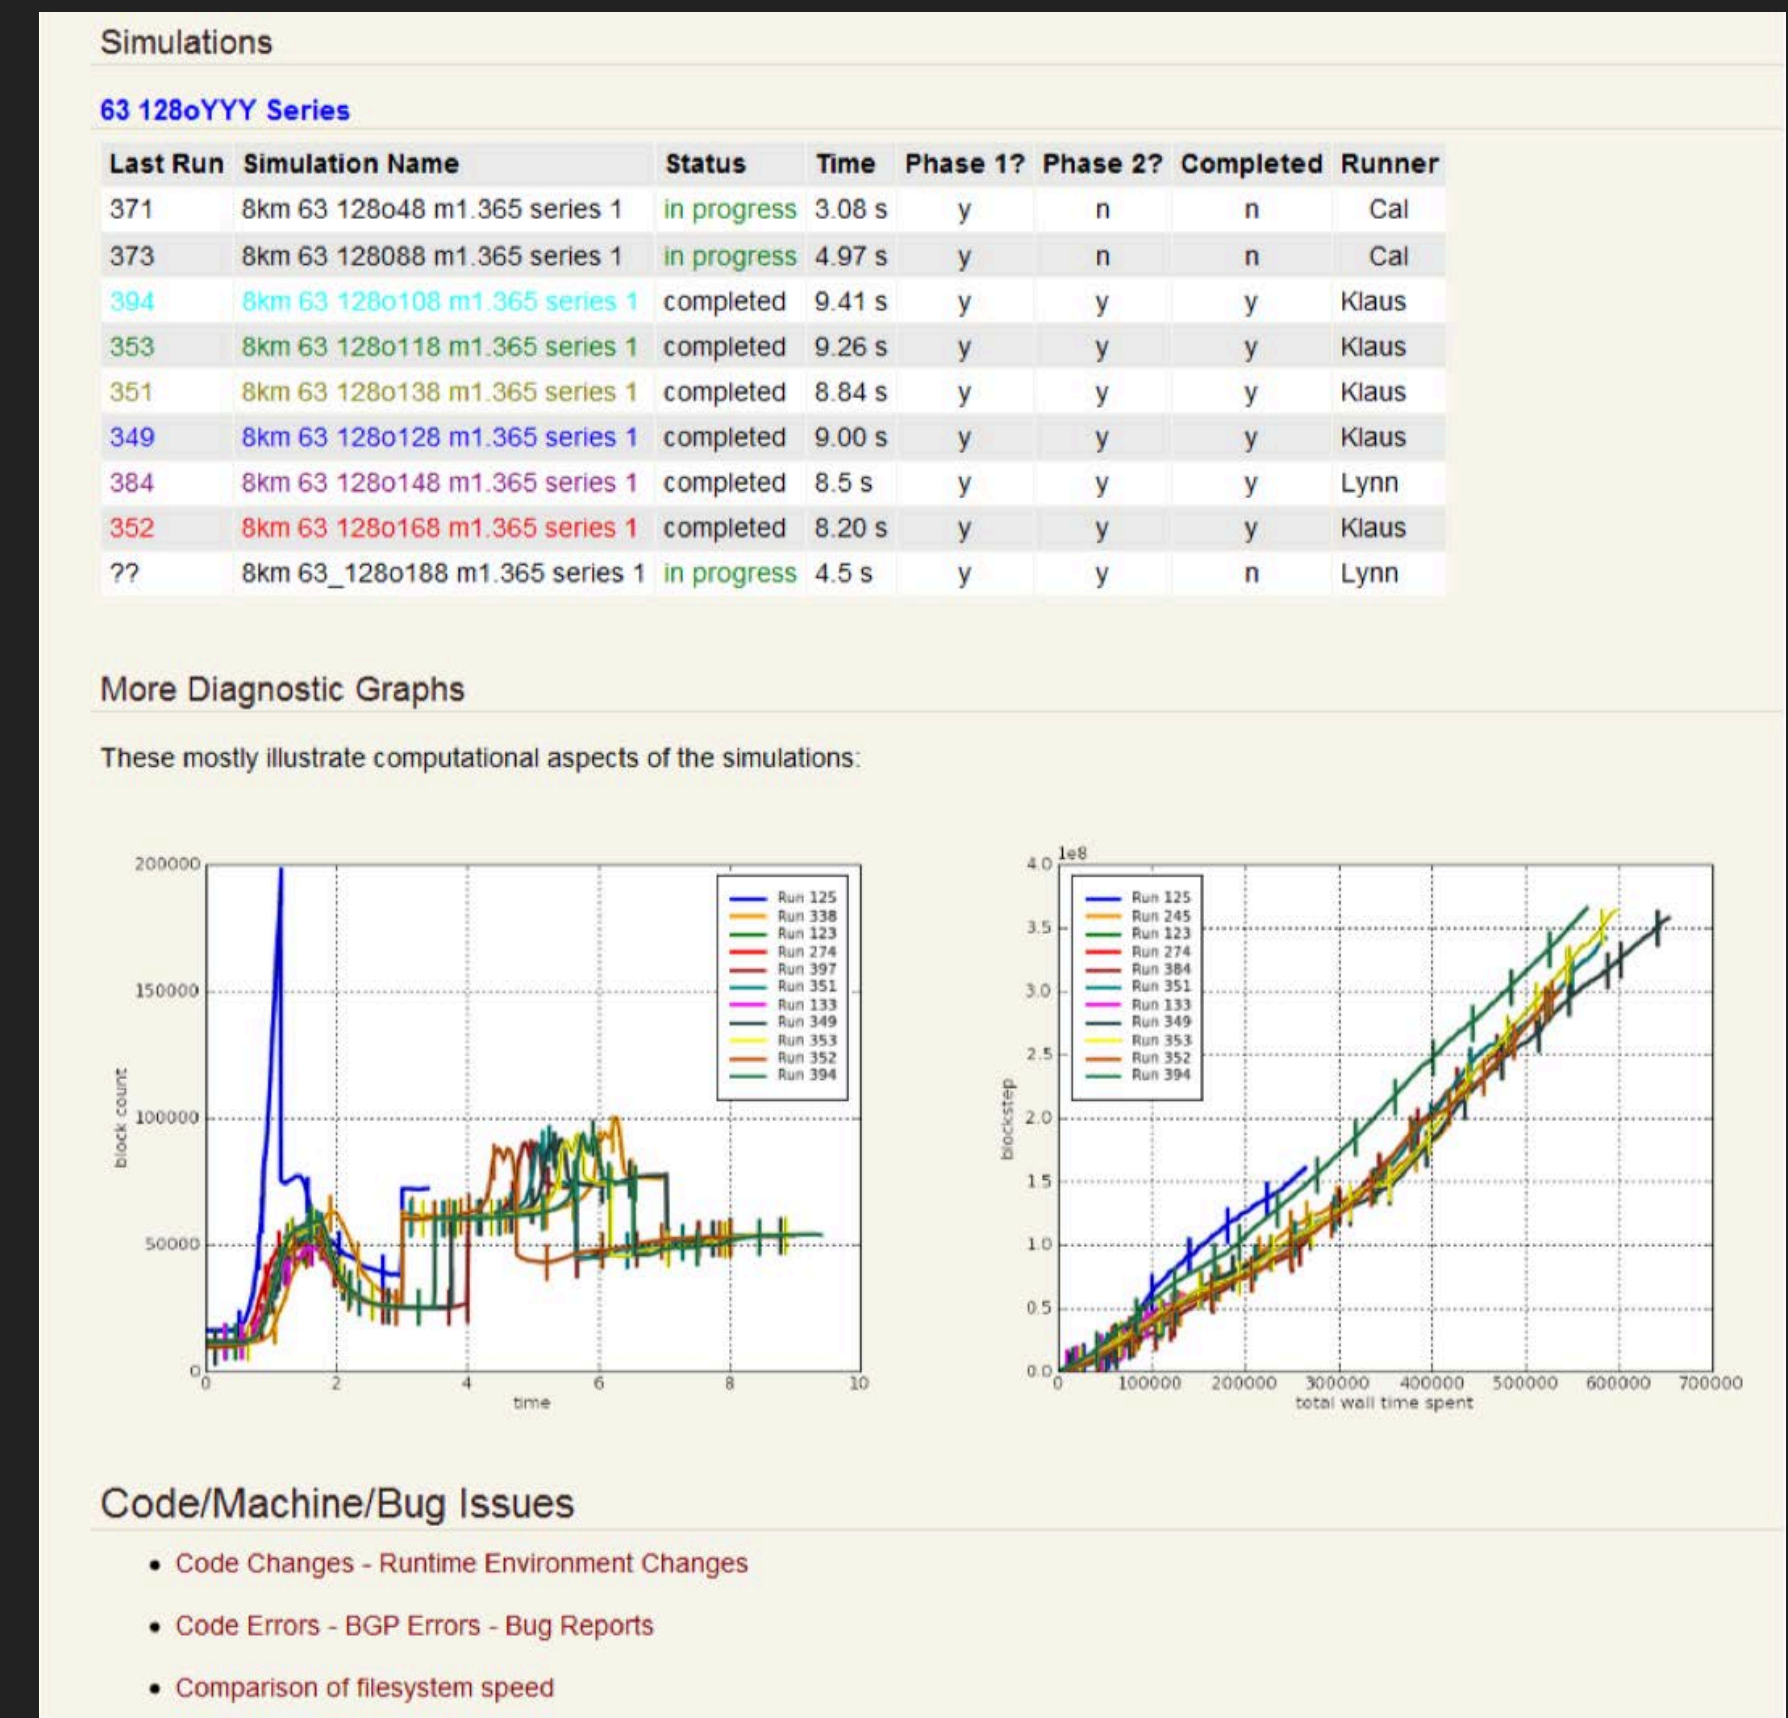 Simulations
63 128oYYY Series
Last Run Simulation Name Status Time Phase 1? Phase 2? Completed Runner
371 8km 63 128o48 m1.365 series 1 in progress 3.08 s y n n Cal
373 8km 63 128088 m1.365 series 1 in progress 4.97 s y n n Cal
394 8km 63 128o108 m1.365 series 1 completed 9.41 s y y y Klaus
353 8km 63 128o118 m1.365 series 1 completed 9.26 s y y y Klaus
351 8km 63 128o138 m1.365 series 1 completed 8.84 s y y y Klaus
349 8km 63 128o128 m1.365 series 1 completed 9.00 s y y y Klaus
384 8km 63 128o148 m1.365 series 1 completed 8.5 s y y y Lynn
352 8km 63 128o168 m1.365 series 1 completed 8.20 s y y y Klaus
?? 8km 63_128o188 m1.365 series 1 in progress 4.5 s y y n Lynn
More Diagnostic Graphs
These mostly illustrate computational aspects of the simulations:
200000
150000
100000
50000
0
block count
Run 125
Run 338
Run 123
Run 274
Run 397
Run 351
Run 133
Run 349
Run 353
Run 352
Run 394
0 2 4 6 8 10
time
1e8
4.0
3.5
3.0
2.5
2.0
1.5
1.0
0.5
0.0
blockstep
Run 125
Run 245
Run 123
Run 274
Run 384
Run 351
Run 133
Run 349
Run 353
Run 352
Run 394
0 100000 200000 300000 400000 500000 600000 700000
total wall time spent
Code/Machine/Bug Issues
• Code Changes - Runtime Environment Changes
• Code Errors - BGP Errors - Bug Reports
• Comparison of filesystem speed